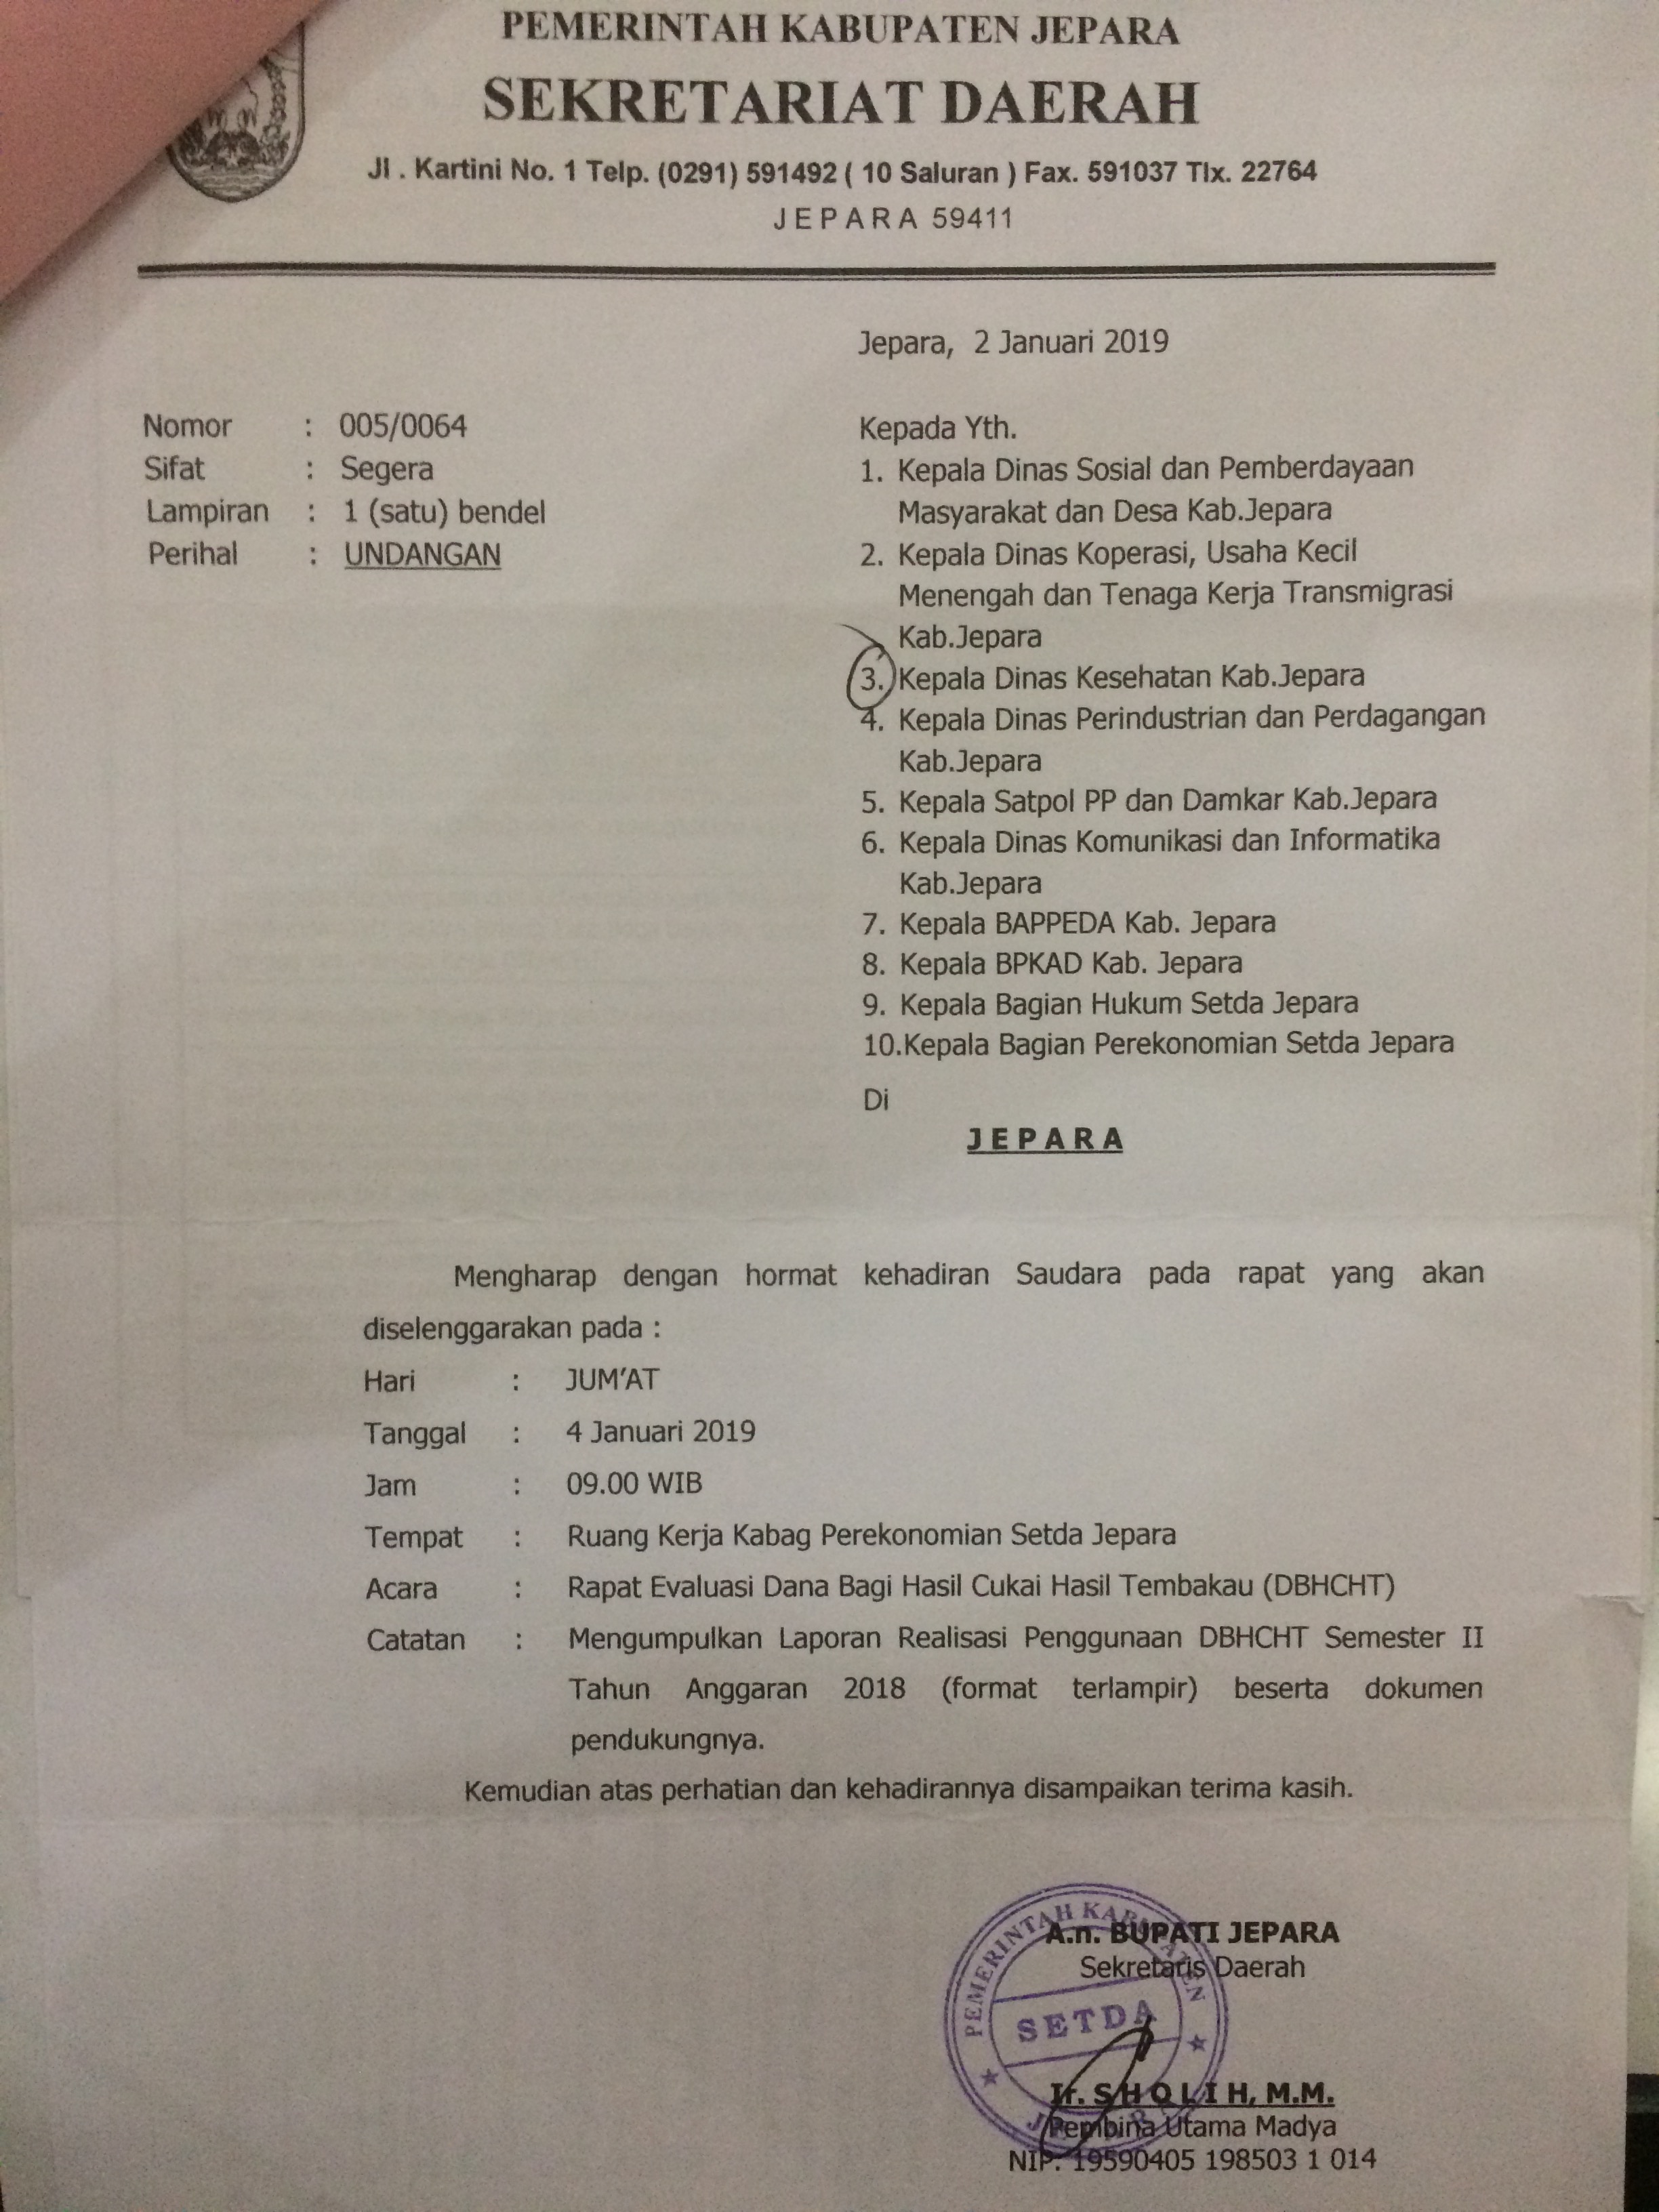 PEMERINTAH KABUPATEN JEPARA
SEKRETARIAT DAERAH
Jl . Kartini No. 1 Telp. (0291) 591492 ( 10 Saluran ) Fax. 591037 Tlx. 22764
JEPARA 59411
Jepara, 2 Januari 2019
Nomor : 005/0064
Sifat : Segera
Lampiran : 1 (satu) bendel
Perihal : UNDANGAN
Kepada Yth.
1. Kepala Dinas Sosial dan Pemberdayaan
Masyarakat dan Desa Kab.Jepara
2. Kepala Dinas Koperasi, Usaha Kecil
Menengah dan Tenaga Kerja Transmigrasi
Kab.Jepara
3. Kepala Dinas Kesehatan Kab.Jepara
4. Kepala Dinas Perindustrian dan Perdagangan
Kab.Jepara
5. Kepala Satpol PP dan Damkar Kab.Jepara
6. Kepala Dinas Komunikasi dan Informatika
Kab.Jepara
7. Kepala BAPPEDA Kab. Jepara
8. Kepala BPKAD Kab. Jepara
9. Kepala Bagian Hukum Setda Jepara
10.Kepala Bagian Perekonomian Setda Jepara
Di
JEPARA
Mengharap dengan hormat kehadiran Saudara pada rapat yang akan
diselenggarakan pada :
Hari : JUM'AT
Tanggal : 4 Januari 2019
Jam : 09.00 WIB
Tempat : Ruang Kerja Kabag Perekonomian Setda Jepara
Acara : Rapat Evaluasi Dana Bagi Hasil Cukai Hasil Tembakau (DBHCHT)
Catatan : Mengumpulkan Laporan Realisasi Penggunaan DBHCHT Semester II
Tahun Anggaran 2018 (format terlampir) beserta dokumen
pendukungnya.
Kemudian atas perhatian dan kehadirannya disampaikan terima kasih.
A.n. BUPATI JEPARA
Sekretaris Daerah
PEMERINTAH KABUPATEN
SETDA
JEPARA
Ir. SHOLIH, M.M.
Pembina Utama Madya
NIP. 19590405 198503 1 014